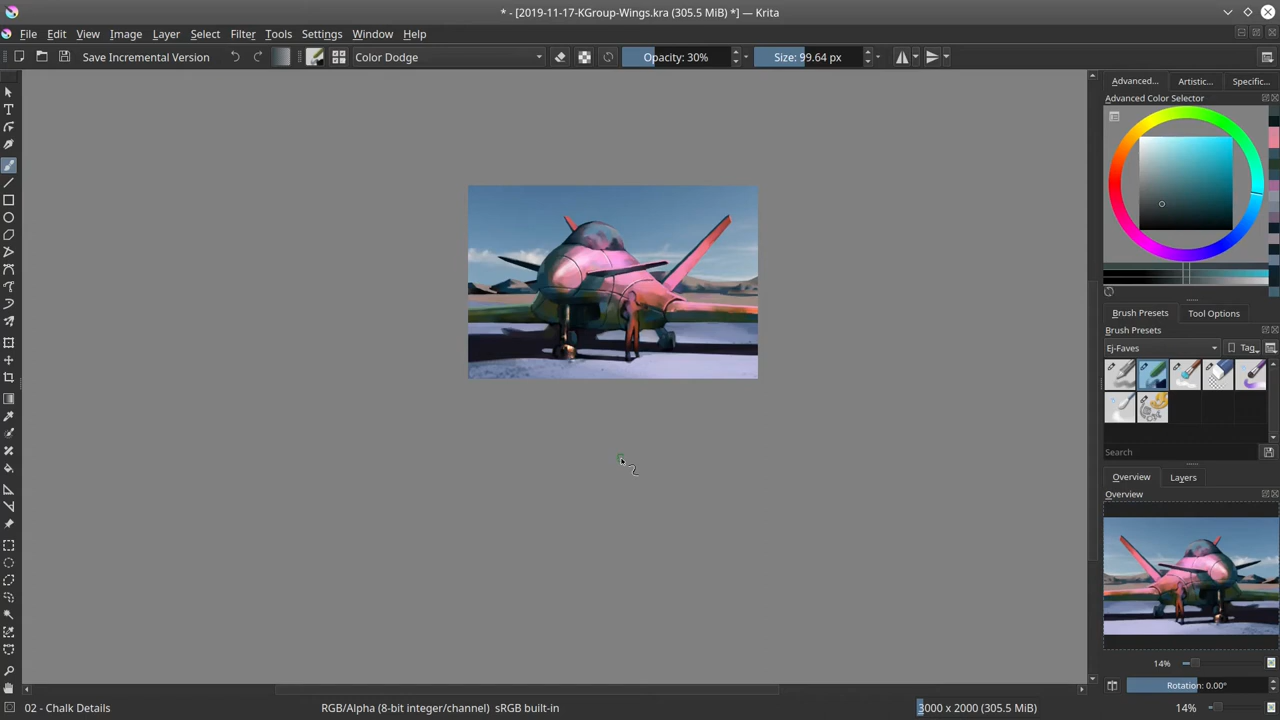 * - [2019-11-17-KGroup-Wings.kra (305.5 MiB) *] — Krita
File Edit View Image Layer Select Filter Tools Settings Window Help
Save Incremental Version Color Dodge Opacity: 30% Size: 99.64 px
Advanced... Artistic... Specific...
Advanced Color Selector
Brush Presets Tool Options
Brush Presets
Ej-Faves Tag
Search
Overview Layers
Overview
14%
Rotation: 0.00°
02 - Chalk Details RGB/Alpha (8-bit integer/channel) sRGB built-in 3000 x 2000 (305.5 MiB) 14%